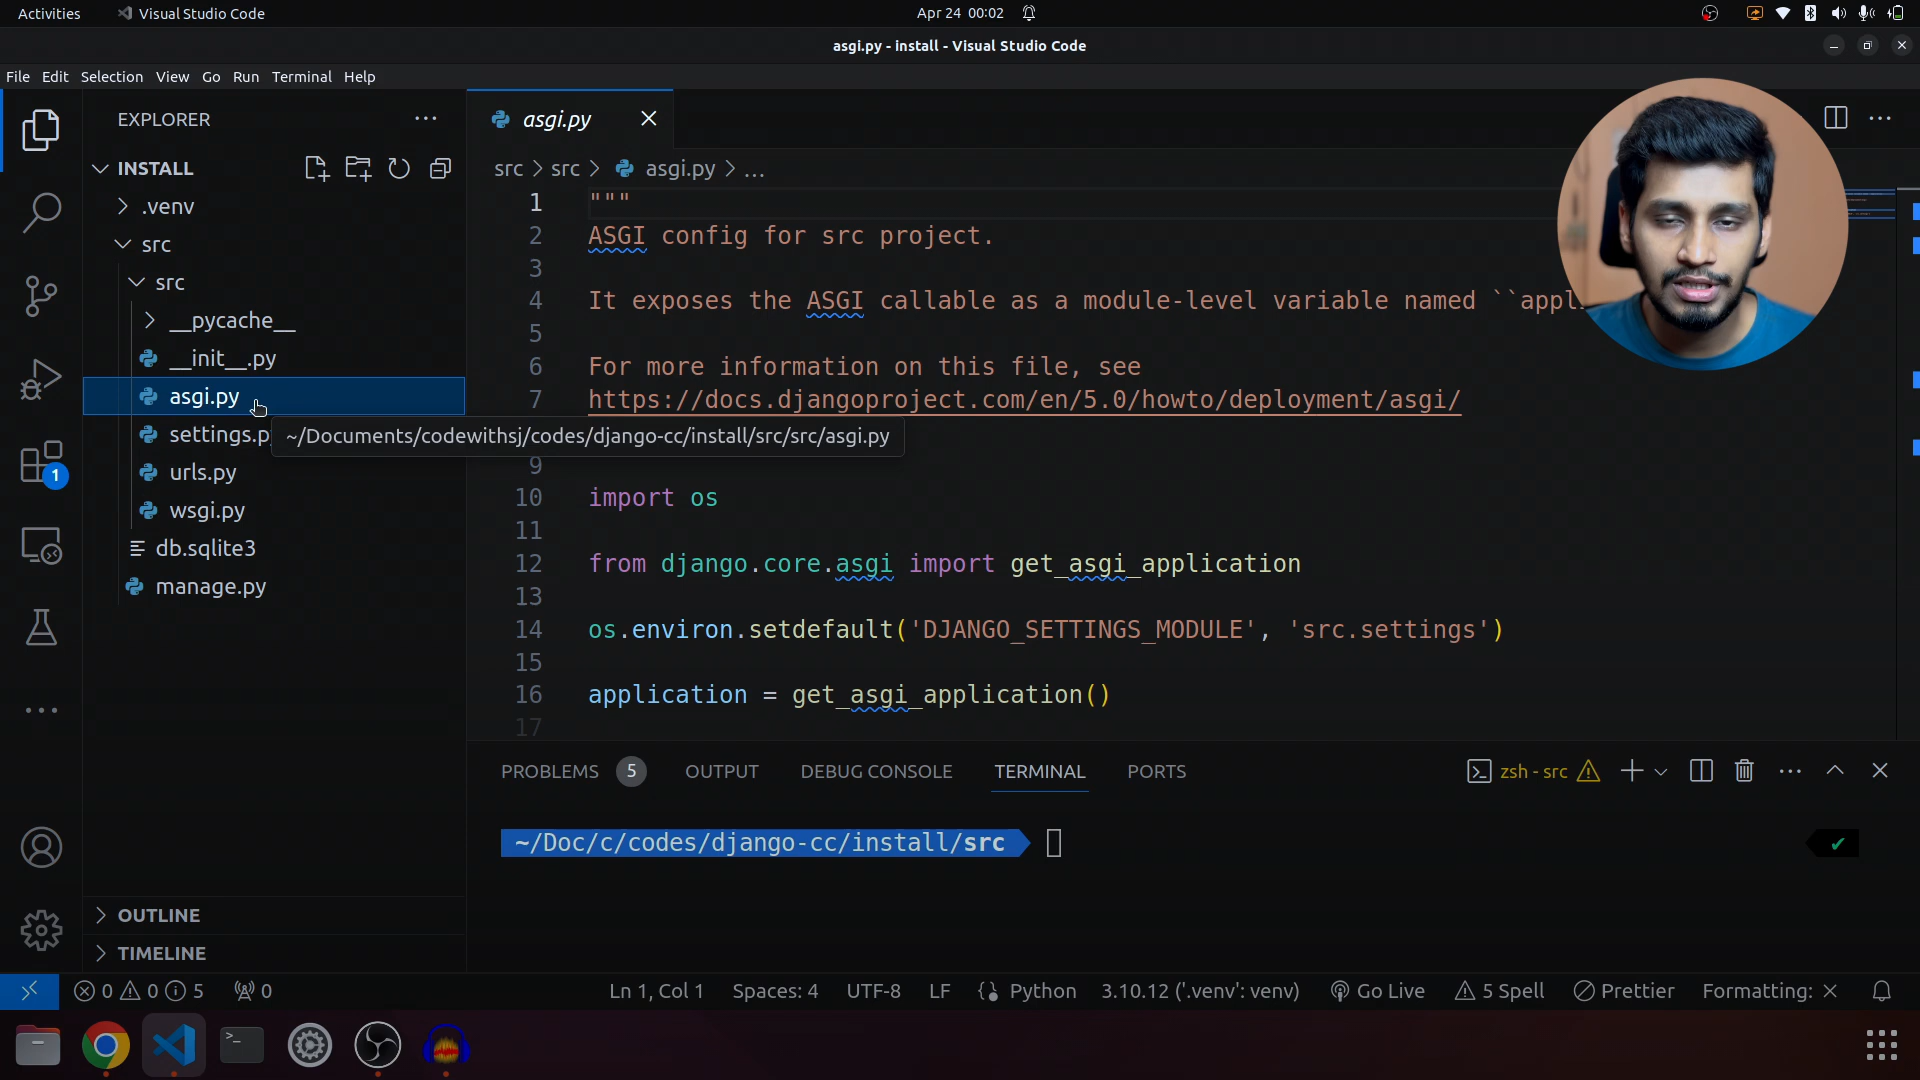 Activities
Visual Studio Code
Apr 24 00:02
asgi.py - install - Visual Studio Code
File Edit Selection View Go Run Terminal Help
EXPLORER
INSTALL
.venv
src
src
__pycache__
__init__.py
asgi.py
settings.p
urls.py
wsgi.py
db.sqlite3
manage.py
OUTLINE
TIMELINE
1
~/Documents/codewithsj/codes/django-cc/install/src/src/asgi.py
asgi.py
src > src > asgi.py > ...
1 """
2 ASGI config for src project.
3
4 It exposes the ASGI callable as a module-level variable named ``appl
5
6 For more information on this file, see
7 https://docs.djangoproject.com/en/5.0/howto/deployment/asgi/
9
10 import os
11
12 from django.core.asgi import get_asgi_application
13
14 os.environ.setdefault('DJANGO_SETTINGS_MODULE', 'src.settings')
15
16 application = get_asgi_application()
17
PROBLEMS 5 OUTPUT DEBUG CONSOLE TERMINAL PORTS
zsh - src
~/Doc/c/codes/django-cc/install/src
0 0 5 0
Ln 1, Col 1 Spaces: 4 UTF-8 LF Python 3.10.12 ('.venv': venv) Go Live 5 Spell Prettier Formatting: ×